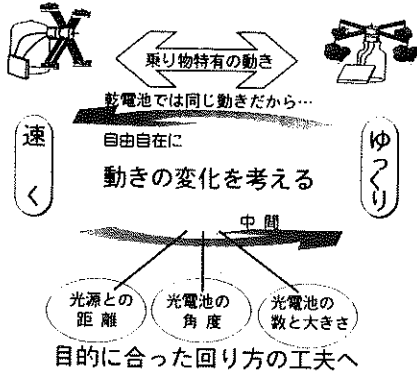 乗り物特有の動き
乾電池では同じ動きだから…
速く
自由自在に
ゆっくり
動きの変化を考える
中間
光源との
距離
光電池の
角度
光電池の
数と大きさ
目的に合った回り方の工夫へ